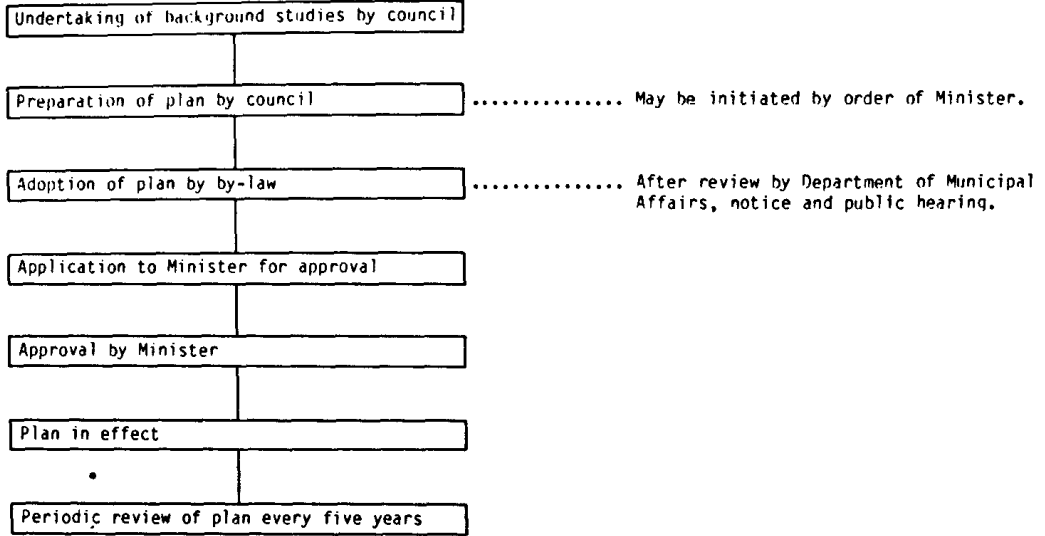 Undertaking of background studies by council
Preparation of plan by council
............... May be initiated by order of Minister.
Adoption of plan by by-law
............... After review by Department of Municipal
Affairs, notice and public hearing.
Application to Minister for approval
Approval by Minister
Plan in effect
Periodic review of plan every five years